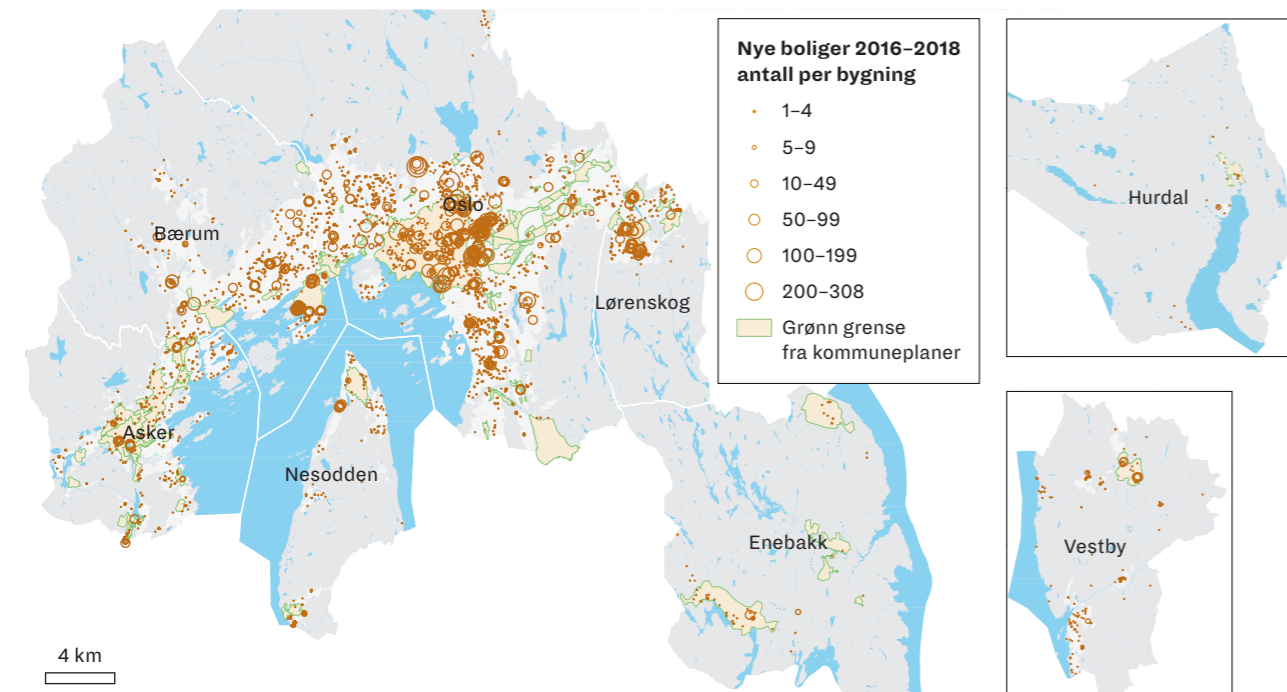 Nye boliger 2016–2018
antall per bygning
1–4
5–9
10–49
50–99
100–199
200–308
Grønn grense
fra kommuneplaner
Oslo
Bærum
Lørenskog
Asker
Nesodden
Enebakk
4 km
Hurdal
Vestby